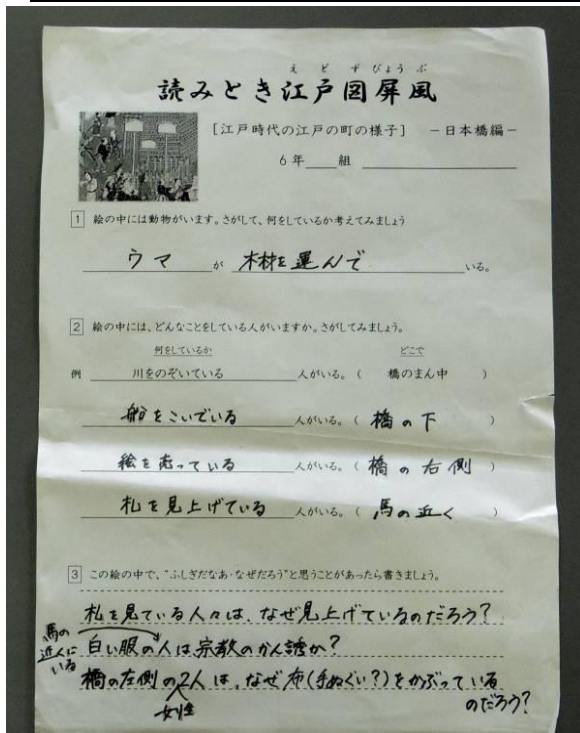 えどずびょうぶ
読みとき江戸図屏風
[江戸時代の江戸の町の様子] －日本橋編－
6年＿＿組＿＿＿＿
1 絵の中には動物がいます。さがして、何をしているか考えてみましょう
ウマ が 木材を運んで いる。
2 絵の中には、どんなことをしている人がいますか。さがしてみましょう。
何をしているか どこで
例 川をのぞいている 人がいる。( 橋のまん中 )
船をこいでいる 人がいる。( 橋の下 )
絵を売っている 人がいる。( 橋の右側 )
札を見上げている 人がいる。( 馬の近く )
3 この絵の中で、“ふしぎだなあ・なぜだろう”と思うことがあったら書きましょう。
札を見ている人々は、なぜ見上げているのだろう?
馬の近くにいる
白い服の人は宗教のかん誘か?
橋の左側の2人は、なぜ布(手ぬぐい?)をかぶっている
女性
のだろう?